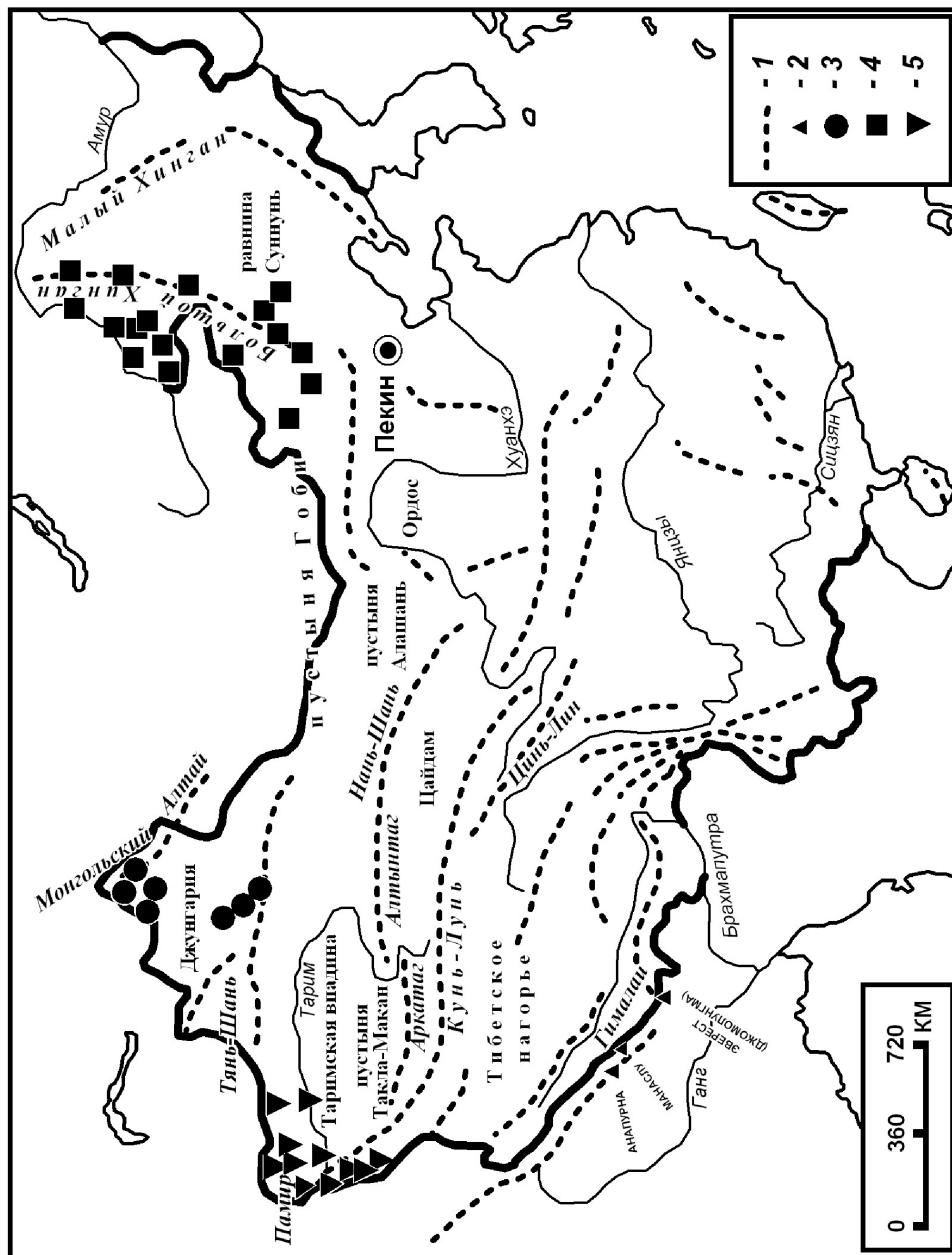 Амур
Малый Хинган
Большой Хинган
равнина
Суннунь
Монгольский Алтай
Джунгария
Тянь-Шань
пустыня Гоби
Пекин
Памир
Тарим
Таримская впадина
пустыня
Такла-Макан
Алтынтаг
Нань-Шань
пустыня
Алашань
Ордос
Хуанхэ
Аркатаг
Кунь-Лунь
Цайдам
Цинь-Лин
Тибетское
нагорье
Янцзы
Сицзян
Гималаи
Брахмапутра
Ганг
АНАПУРНА
МАНАСЛУ
ЭВЕРЕСТ
(ДЖОМОЛУНГМА)
0 360 720
КМ
- 1
- 2
- 3
- 4
- 5